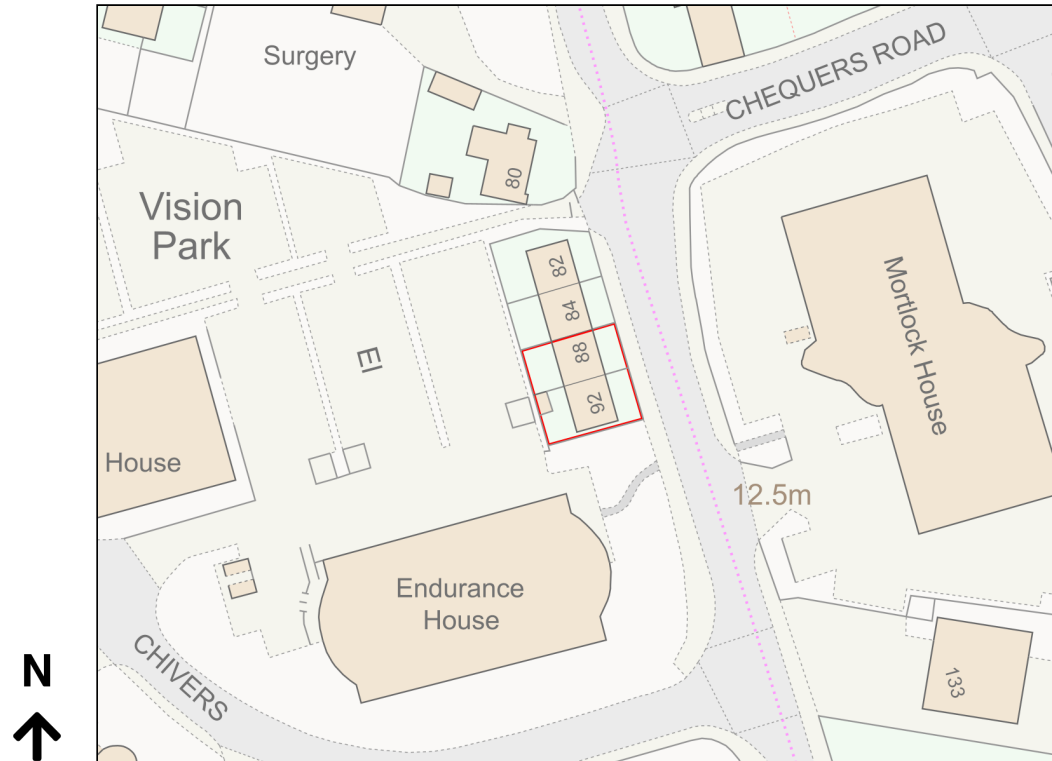 Surgery
CHEQUERS ROAD
80
Vision
Park
82
84
Mortlock House
El
88
92
House
12.5m
Endurance
House
CHIVERS
133
N